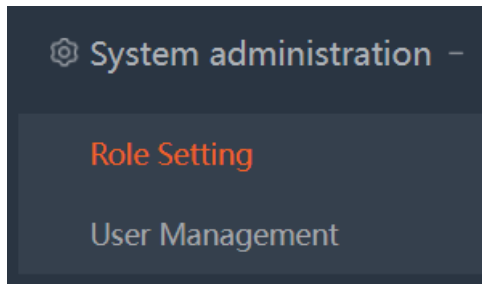 System administration −
Role Setting
User Management